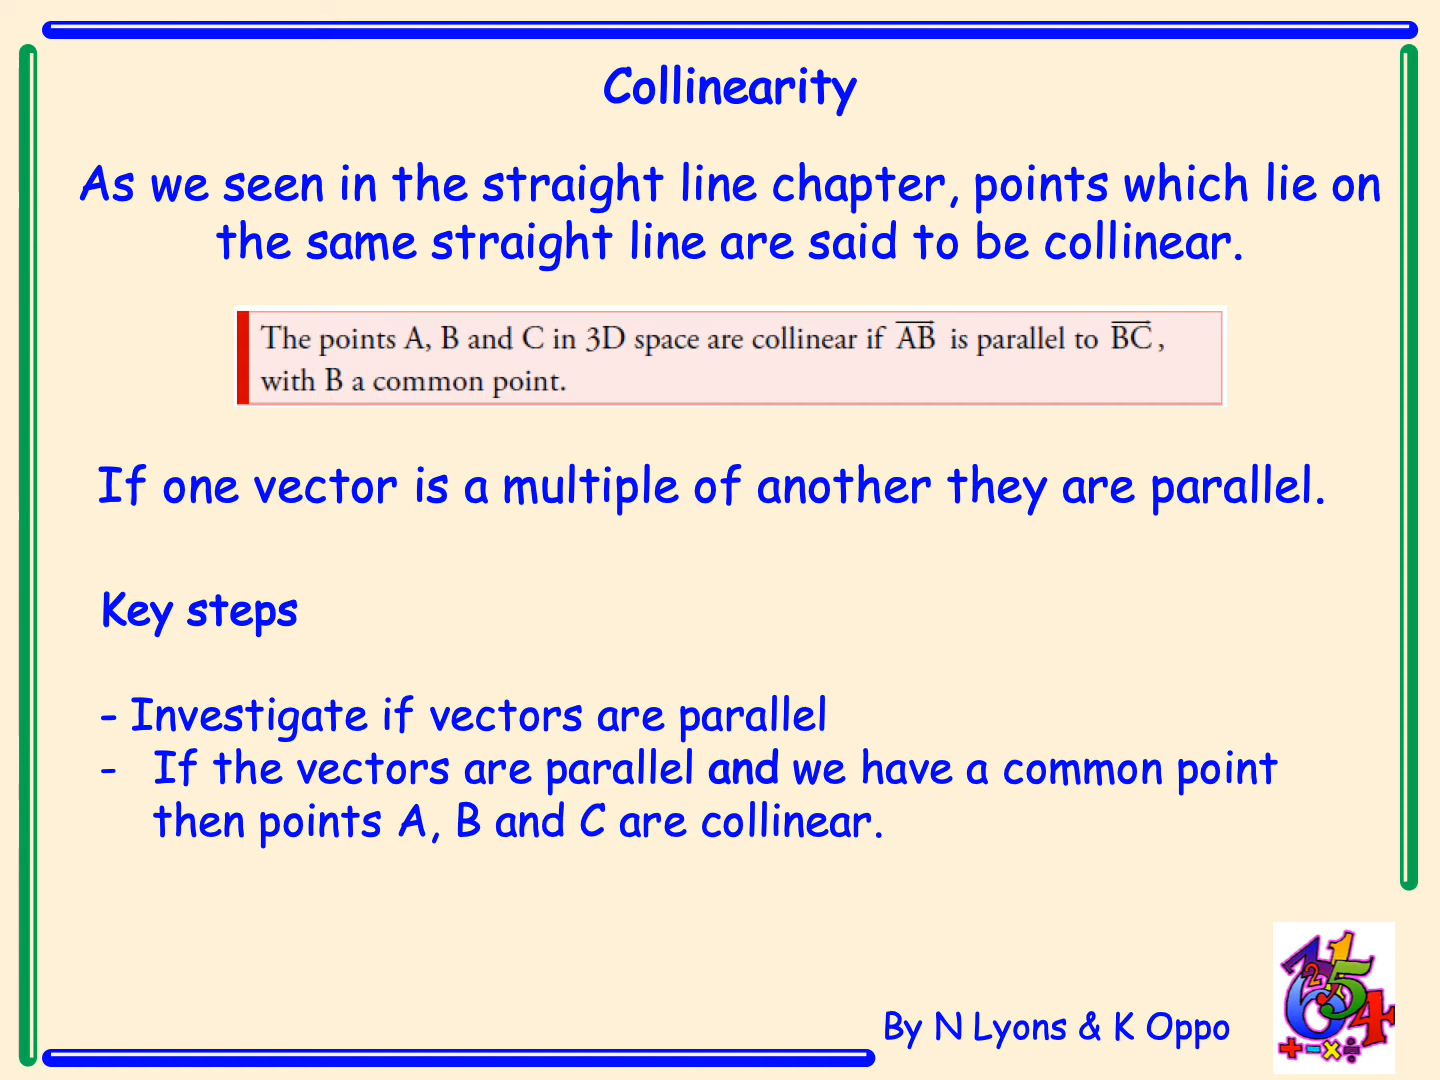 Collinearity
As we seen in the straight line chapter, points which lie on
the same straight line are said to be collinear.
The points A, B and C in 3D space are collinear if \overrightarrow{AB} is parallel to \overrightarrow{BC},
with B a common point.
If one vector is a multiple of another they are parallel.
Key steps
- Investigate if vectors are parallel
- If the vectors are parallel and we have a common point
then points A, B and C are collinear.
By N Lyons & K Oppo